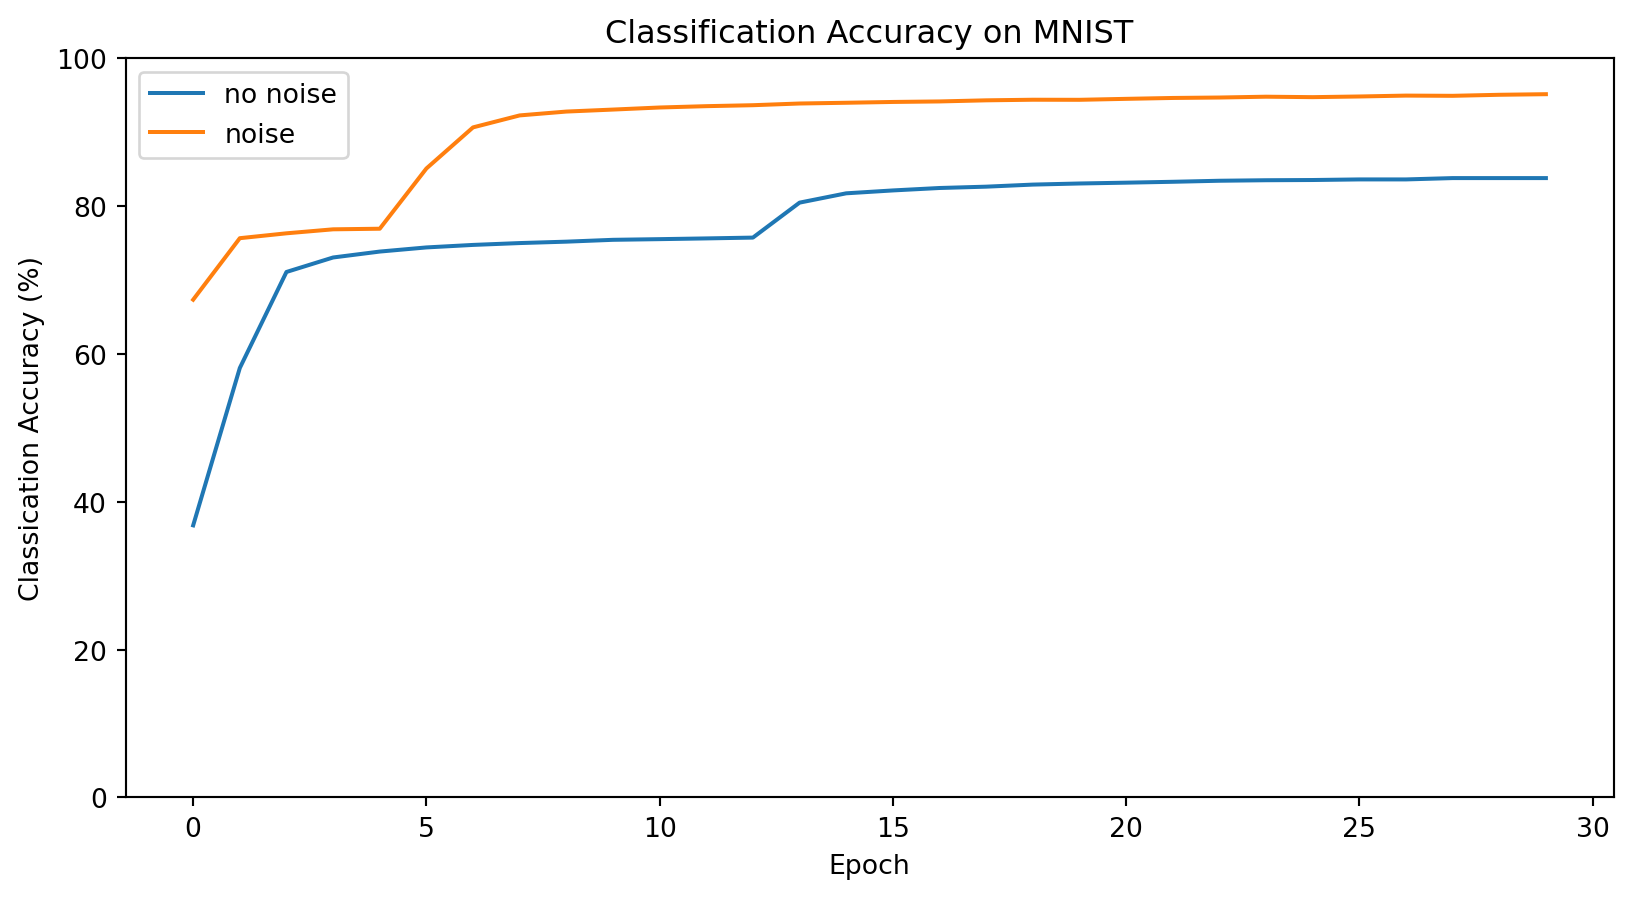 Classification Accuracy on MNIST
no noise
noise
Classication Accuracy (%)
100
80
60
40
20
0
0 5 10 15 20 25 30
Epoch